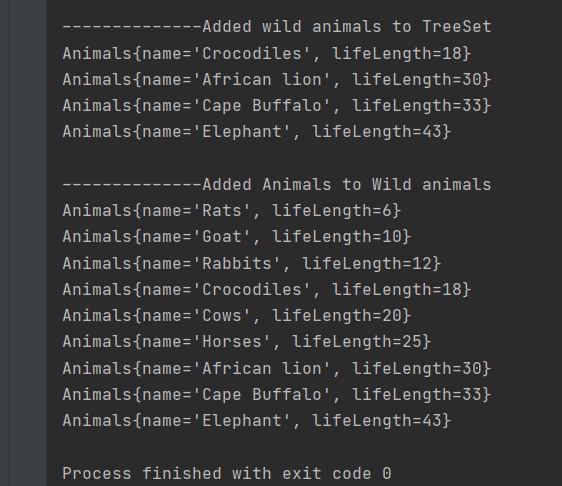 --------------Added wild animals to TreeSet
Animals{name='Crocodiles', lifeLength=18}
Animals{name='African lion', lifeLength=30}
Animals{name='Cape Buffalo', lifeLength=33}
Animals{name='Elephant', lifeLength=43}
--------------Added Animals to Wild animals
Animals{name='Rats', lifeLength=6}
Animals{name='Goat', lifeLength=10}
Animals{name='Rabbits', lifeLength=12}
Animals{name='Crocodiles', lifeLength=18}
Animals{name='Cows', lifeLength=20}
Animals{name='Horses', lifeLength=25}
Animals{name='African lion', lifeLength=30}
Animals{name='Cape Buffalo', lifeLength=33}
Animals{name='Elephant', lifeLength=43}
Process finished with exit code 0